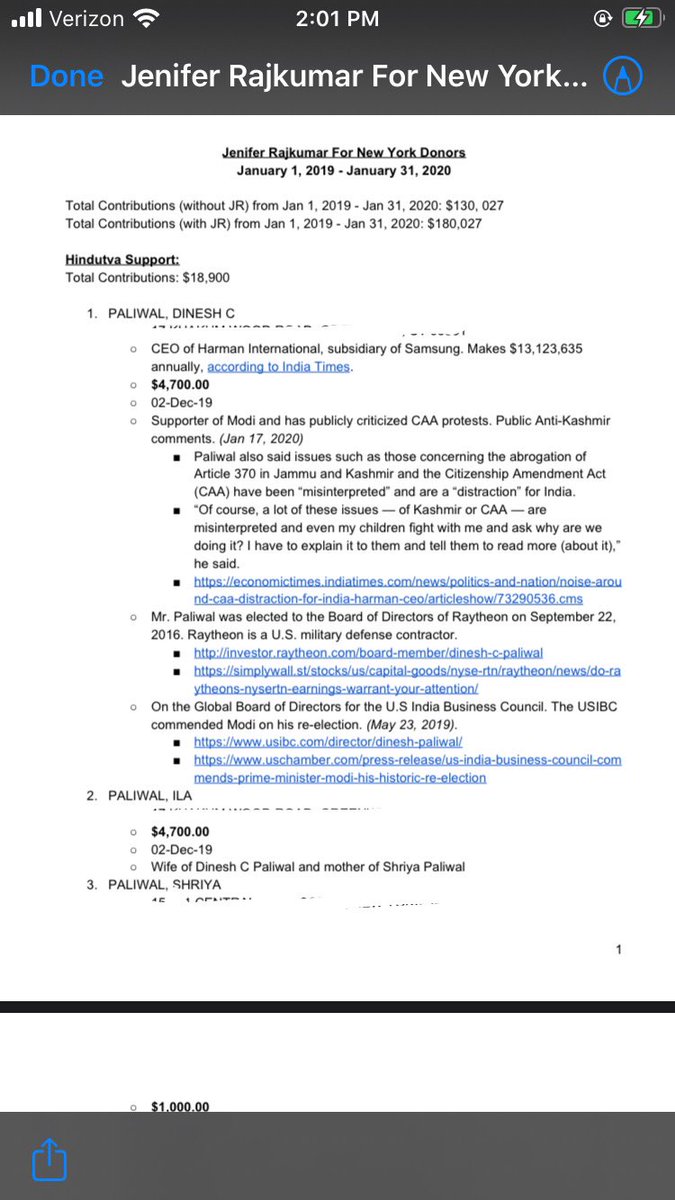 Verizon 2:01 PM
Done Jenifer Rajkumar For New York...
Jenifer Rajkumar For New York Donors
January 1, 2019 - January 31, 2020
Total Contributions (without JR) from Jan 1, 2019 - Jan 31, 2020: $130, 027
Total Contributions (with JR) from Jan 1, 2019 - Jan 31, 2020: $180,027
Hindutva Support:
Total Contributions: $18,900
1. PALIWAL, DINESH C
○ CEO of Harman International, subsidiary of Samsung. Makes $13,123,635
annually, according to India Times.
○ $4,700.00
○ 02-Dec-19
○ Supporter of Modi and has publicly criticized CAA protests. Public Anti-Kashmir
comments. (Jan 17, 2020)
■ Paliwal also said issues such as those concerning the abrogation of
Article 370 in Jammu and Kashmir and the Citizenship Amendment Act
(CAA) have been “misinterpreted” and are a “distraction” for India.
■ “Of course, a lot of these issues — of Kashmir or CAA — are
misinterpreted and even my children fight with me and ask why are we
doing it? I have to explain it to them and tell them to read more (about it),”
he said.
■ https://economictimes.indiatimes.com/news/politics-and-nation/noise-arou
nd-caa-distraction-for-india-harman-ceo/articleshow/73290536.cms
○ Mr. Paliwal was elected to the Board of Directors of Raytheon on September 22,
2016. Raytheon is a U.S. military defense contractor.
■ http://investor.raytheon.com/board-member/dinesh-c-paliwal
■ https://simplywall.st/stocks/us/capital-goods/nyse-rtn/raytheon/news/do-ra
ytheons-nysertn-earnings-warrant-your-attention/
○ On the Global Board of Directors for the U.S India Business Council. The USIBC
commended Modi on his re-election. (May 23, 2019).
■ https://www.usibc.com/director/dinesh-paliwal/
■ https://www.uschamber.com/press-release/us-india-business-council-com
mends-prime-minister-modi-his-historic-re-election
2. PALIWAL, ILA
○ $4,700.00
○ 02-Dec-19
○ Wife of Dinesh C Paliwal and mother of Shriya Paliwal
3. PALIWAL, SHRIYA
1
○ $1,000.00